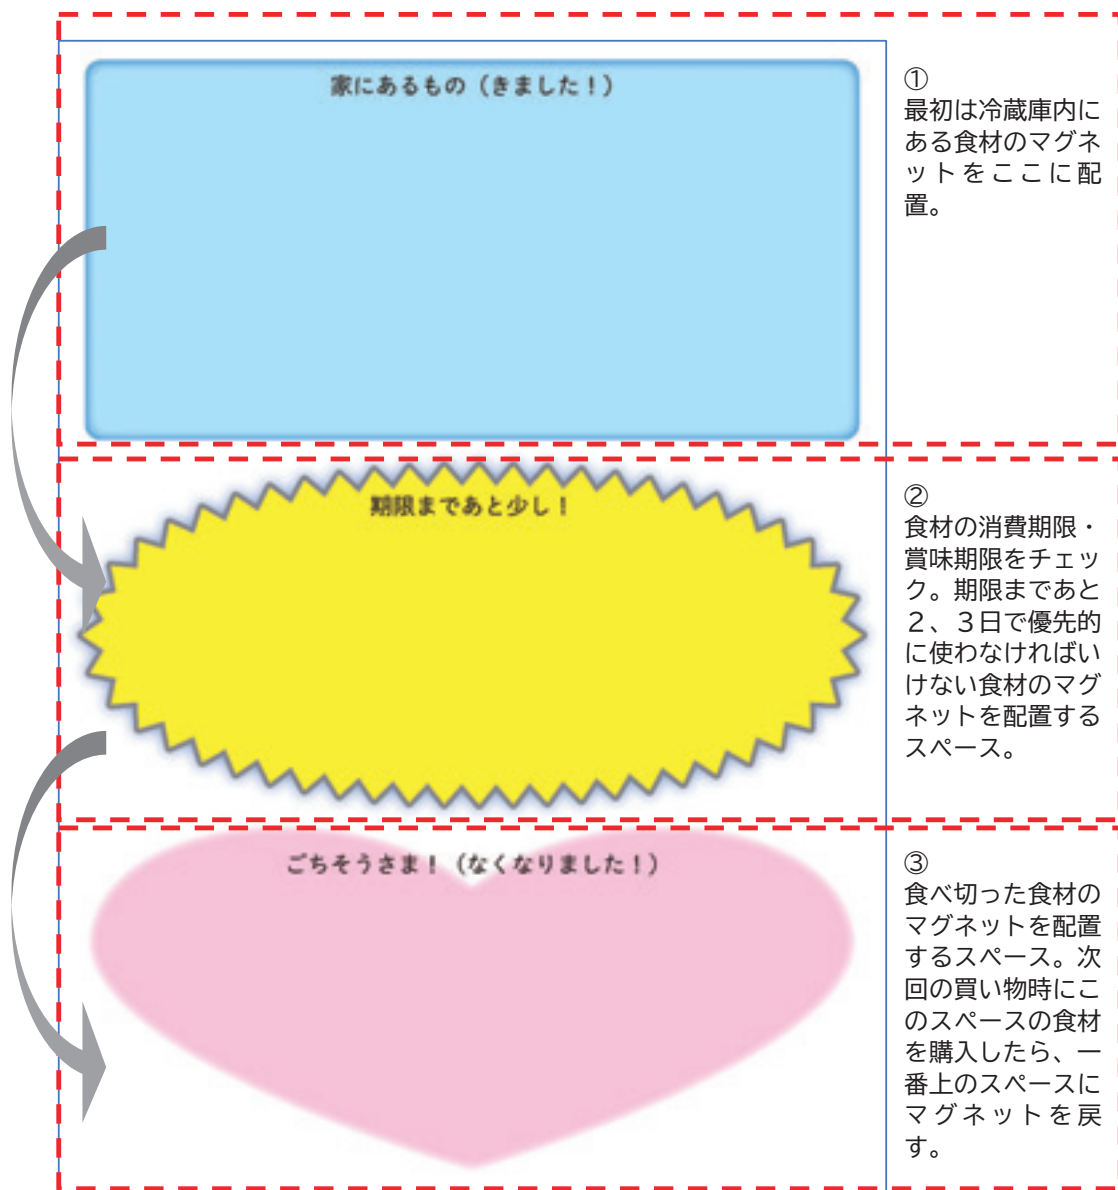 家にあるもの（きました！）
①
最初は冷蔵庫内に
ある食材のマグネ
ットをここに配
置。
期限まであと少し！
②
食材の消費期限・
賞味期限をチェッ
ク。期限まであと
２、３日で優先的
に使わなければい
けない食材のマグ
ネットを配置する
スペース。
ごちそうさま！（なくなりました！）
③
食べ切った食材の
マグネットを配置
するスペース。次
回の買い物時にこ
のスペースの食材
を購入したら、一
番上のスペースに
マグネットを戻
す。